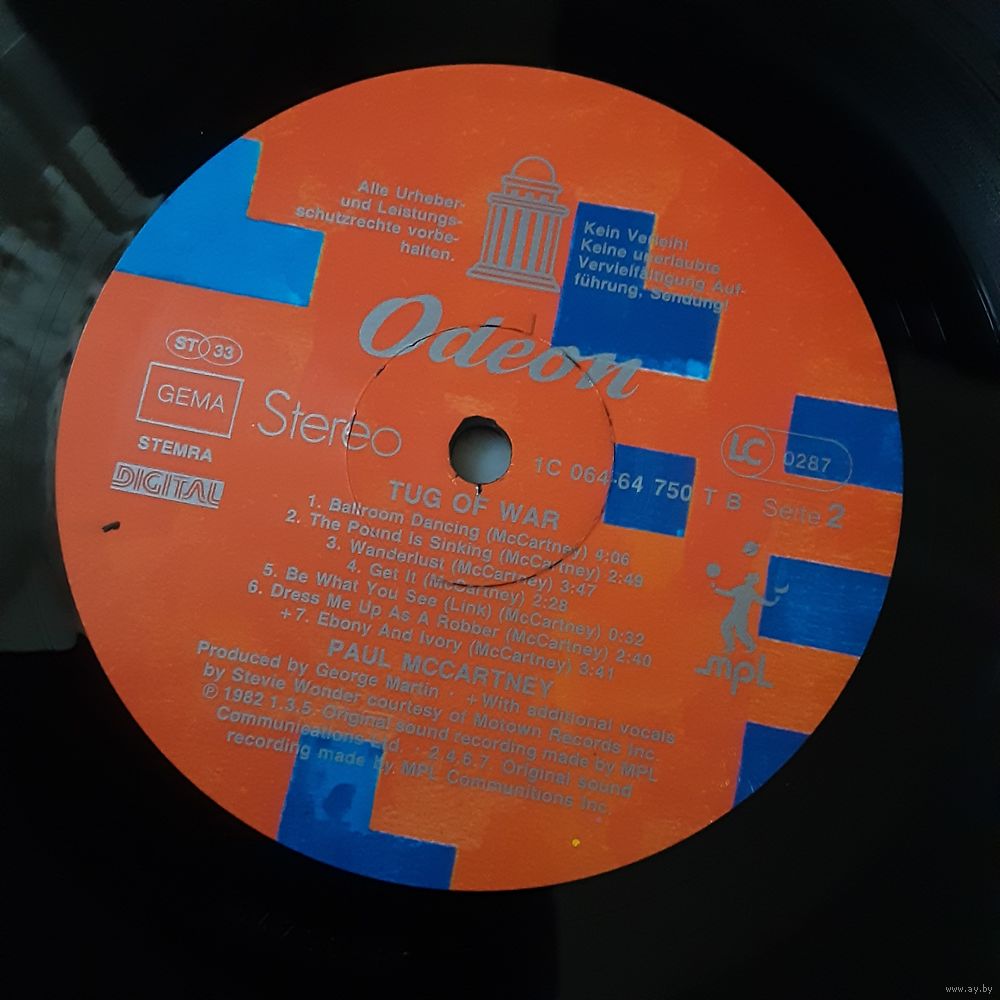 Alle Urheber-
und Leistungs-
schutzrechte vorbe-
halten.
Kein Verleih!
Keine unerlaubte
Vervielfältigung Auf-
führung, Sendung!
Odeon
ST 33
GEMA
Stereo
STEMRA
DIGITAL
LC 0287
1C 064-64 750 T B Seite 2
TUG OF WAR
1. Ballroom Dancing (McCartney) 4:06
2. The Pound Is Sinking (McCartney) 2:49
3. Wanderlust (McCartney) 3:47
4. Get It (McCartney) 2:28
5. Be What You See (Link) (McCartney) 0:32
6. Dress Me Up As A Robber (McCartney) 2:40
+7. Ebony And Ivory (McCartney) 3:41
PAUL MCCARTNEY
mpl
Produced by George Martin · +With additional vocals
by Stevie Wonder courtesy of Motown Records Inc.
℗ 1982 1.3.5. Original sound recording made by MPL
Communications Ltd. · 2.4.6.7. Original sound
recording made by MPL Communitions Inc.
www.ay.by